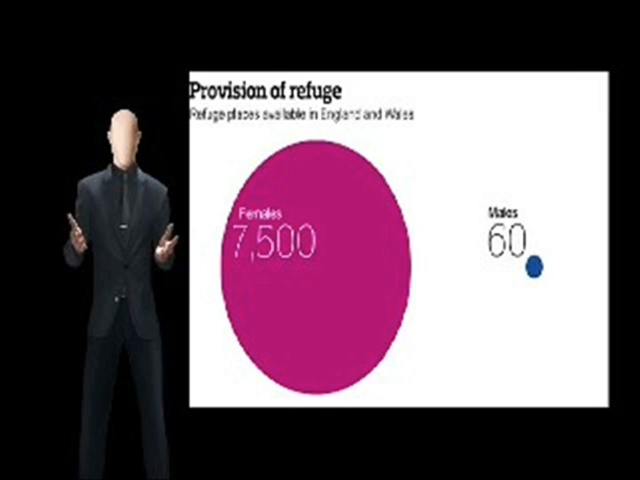 Provision of refuge
Refuge places available in England and Wales
Females
7,500
Males
60